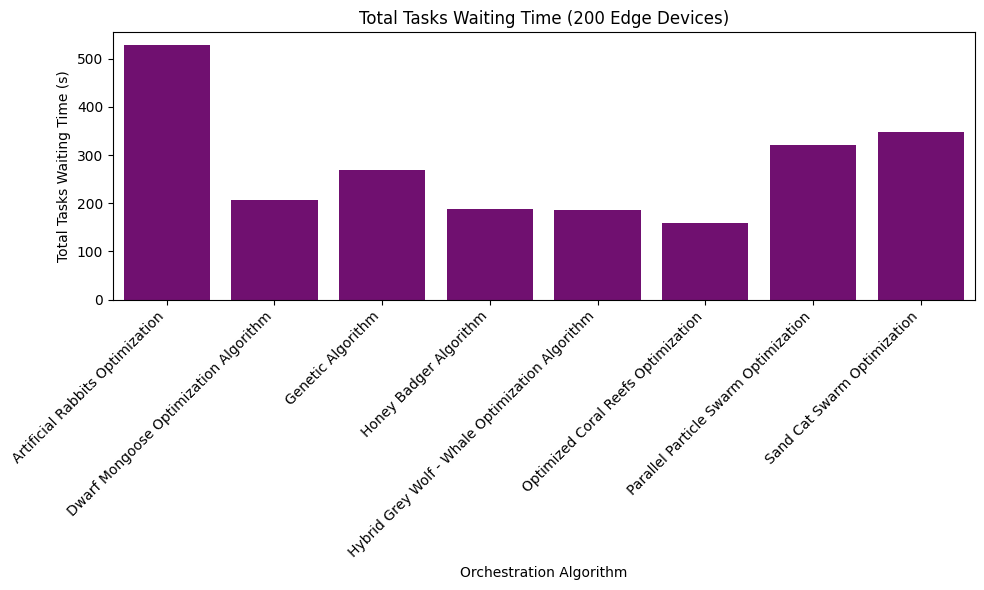 Total Tasks Waiting Time (200 Edge Devices)
Total Tasks Waiting Time (s)
500
400
300
200
100
0
Artificial Rabbits Optimization
Dwarf Mongoose Optimization Algorithm
Genetic Algorithm
Honey Badger Algorithm
Hybrid Grey Wolf - Whale Optimization Algorithm
Optimized Coral Reefs Optimization
Parallel Particle Swarm Optimization
Sand Cat Swarm Optimization
Orchestration Algorithm